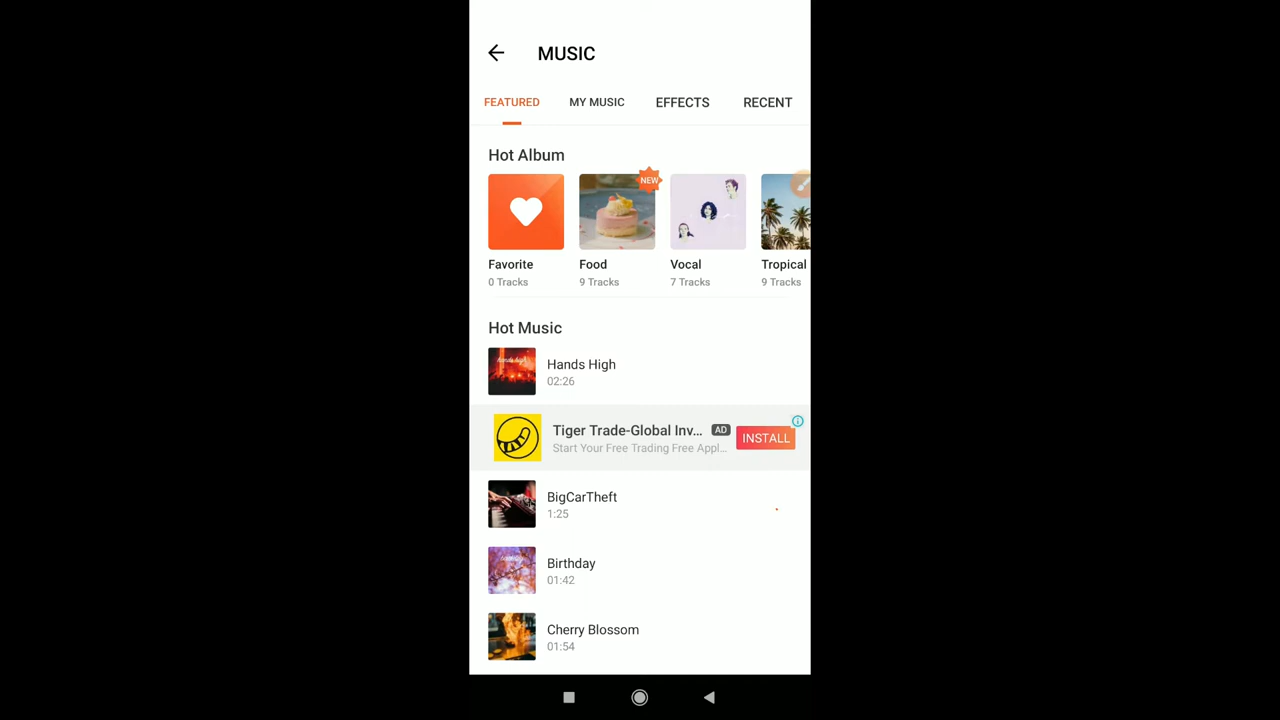 MUSIC
FEATURED MY MUSIC EFFECTS RECENT
Hot Album
NEW
Favorite Food Vocal Tropical
0 Tracks 9 Tracks 7 Tracks 9 Tracks
Hot Music
hands high
Hands High
02:26
Tiger Trade-Global Inv... AD
INSTALL
Start Your Free Trading Free Appl...
BigCarTheft
1:25
Birthday
01:42
Cherry Blossom
01:54